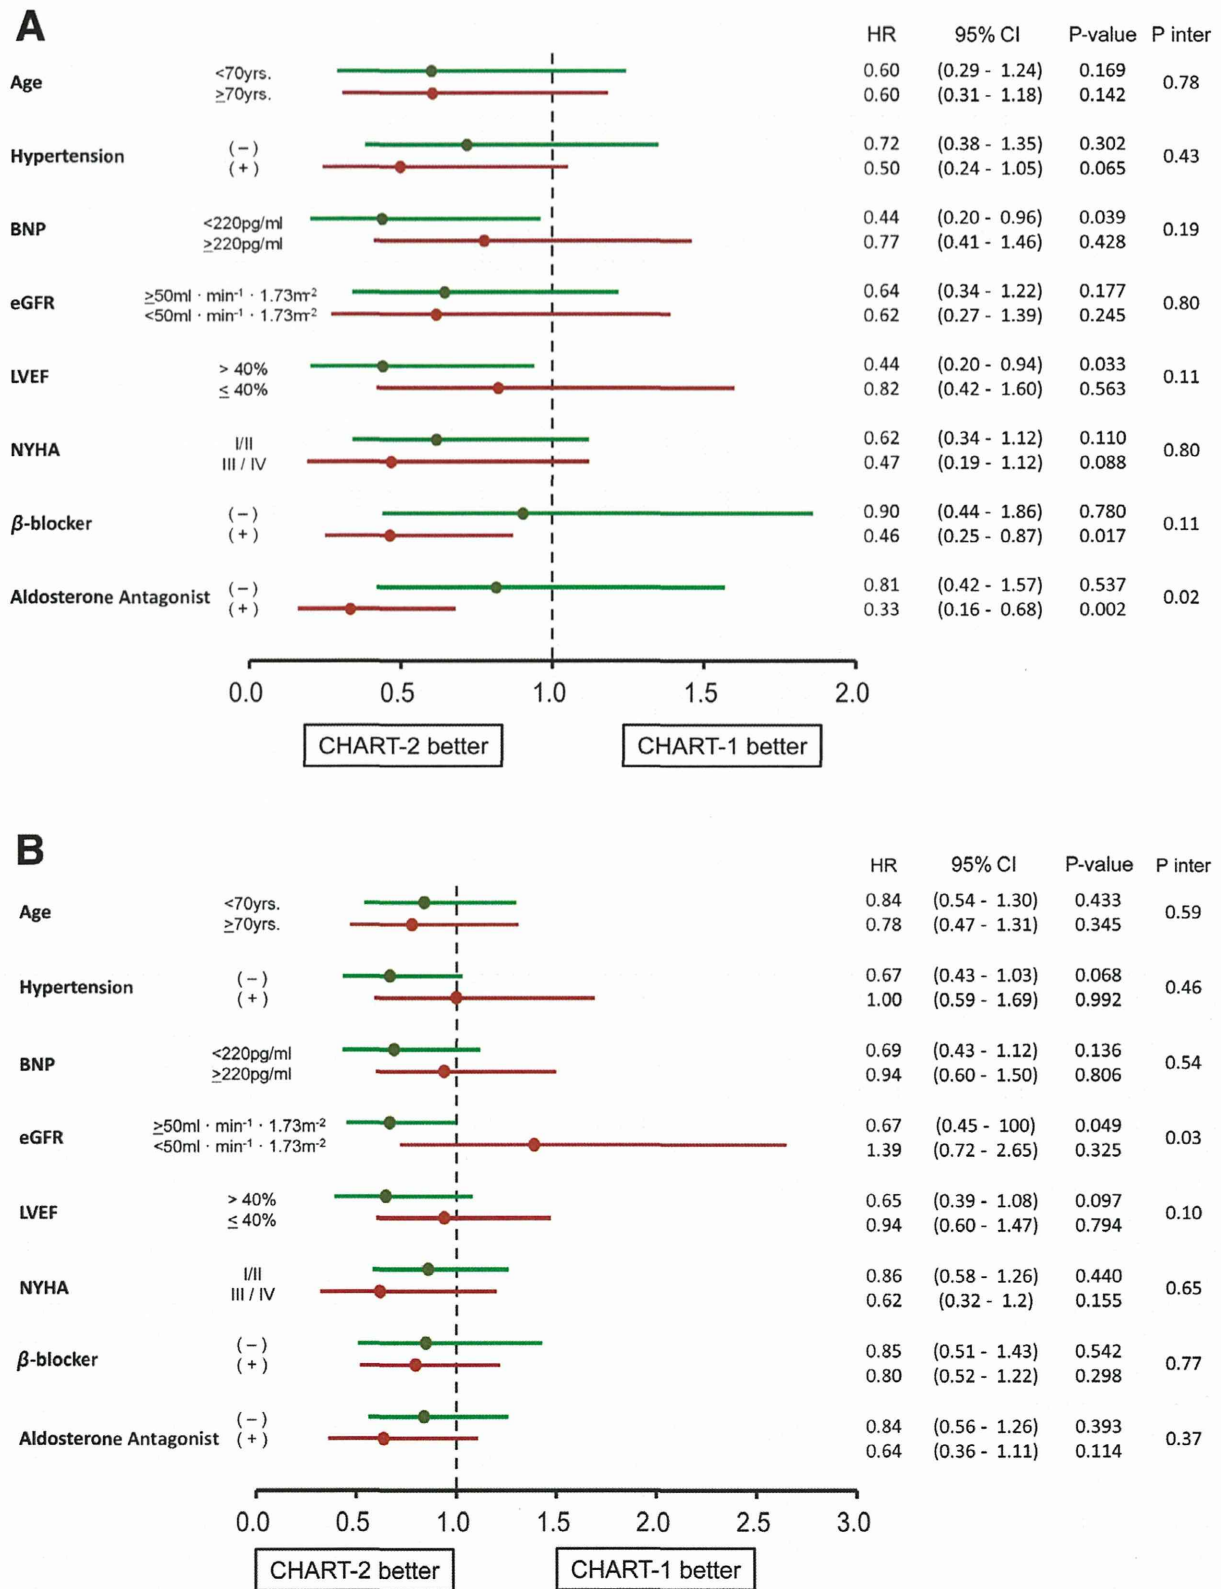 A
HR 95% CI P-value P inter
Age <70yrs. 0.60 (0.29 - 1.24) 0.169 0.78
≥70yrs. 0.60 (0.31 - 1.18) 0.142
Hypertension (−) 0.72 (0.38 - 1.35) 0.302 0.43
(+) 0.50 (0.24 - 1.05) 0.065
BNP <220pg/ml 0.44 (0.20 - 0.96) 0.039 0.19
≥220pg/ml 0.77 (0.41 - 1.46) 0.428
eGFR ≥50ml · min⁻¹ · 1.73m⁻² 0.64 (0.34 - 1.22) 0.177 0.80
<50ml · min⁻¹ · 1.73m⁻² 0.62 (0.27 - 1.39) 0.245
LVEF > 40% 0.44 (0.20 - 0.94) 0.033 0.11
≤ 40% 0.82 (0.42 - 1.60) 0.563
NYHA I/II 0.62 (0.34 - 1.12) 0.110 0.80
III / IV 0.47 (0.19 - 1.12) 0.088
β-blocker (−) 0.90 (0.44 - 1.86) 0.780 0.11
(+) 0.46 (0.25 - 0.87) 0.017
Aldosterone Antagonist (−) 0.81 (0.42 - 1.57) 0.537 0.02
(+) 0.33 (0.16 - 0.68) 0.002
0.0 0.5 1.0 1.5 2.0
CHART-2 better CHART-1 better
B
HR 95% CI P-value P inter
Age <70yrs. 0.84 (0.54 - 1.30) 0.433 0.59
≥70yrs. 0.78 (0.47 - 1.31) 0.345
Hypertension (−) 0.67 (0.43 - 1.03) 0.068 0.46
(+) 1.00 (0.59 - 1.69) 0.992
BNP <220pg/ml 0.69 (0.43 - 1.12) 0.136 0.54
≥220pg/ml 0.94 (0.60 - 1.50) 0.806
eGFR ≥50ml · min⁻¹ · 1.73m⁻² 0.67 (0.45 - 100) 0.049 0.03
<50ml · min⁻¹ · 1.73m⁻² 1.39 (0.72 - 2.65) 0.325
LVEF > 40% 0.65 (0.39 - 1.08) 0.097 0.10
≤ 40% 0.94 (0.60 - 1.47) 0.794
NYHA I/II 0.86 (0.58 - 1.26) 0.440 0.65
III / IV 0.62 (0.32 - 1.2) 0.155
β-blocker (−) 0.85 (0.51 - 1.43) 0.542 0.77
(+) 0.80 (0.52 - 1.22) 0.298
Aldosterone Antagonist (−) 0.84 (0.56 - 1.26) 0.393 0.37
(+) 0.64 (0.36 - 1.11) 0.114
0.0 0.5 1.0 1.5 2.0 2.5 3.0
CHART-2 better CHART-1 better